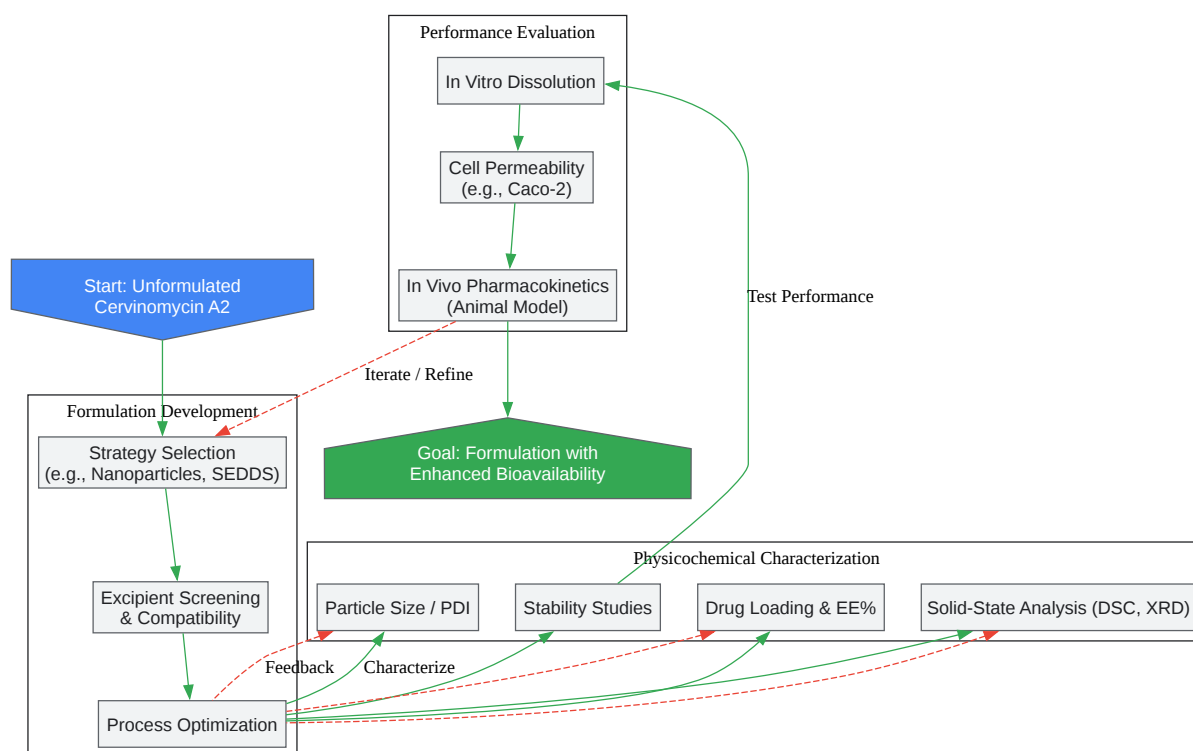 Performance Evaluation
In Vitro Dissolution
Cell Permeability
(e.g., Caco-2)
In Vivo Pharmacokinetics
(Animal Model)
Start: Unformulated
Cervinomycin A2
Test Performance
Iterate / Refine
Formulation Development
Strategy Selection
(e.g., Nanoparticles, SEDDS)
Goal: Formulation with
Enhanced Bioavailability
Physicochemical Characterization
Excipient Screening
& Compatibility
Particle Size / PDI
Stability Studies
Drug Loading & EE%
Solid-State Analysis (DSC, XRD)
Feedback
Characterize
Process Optimization